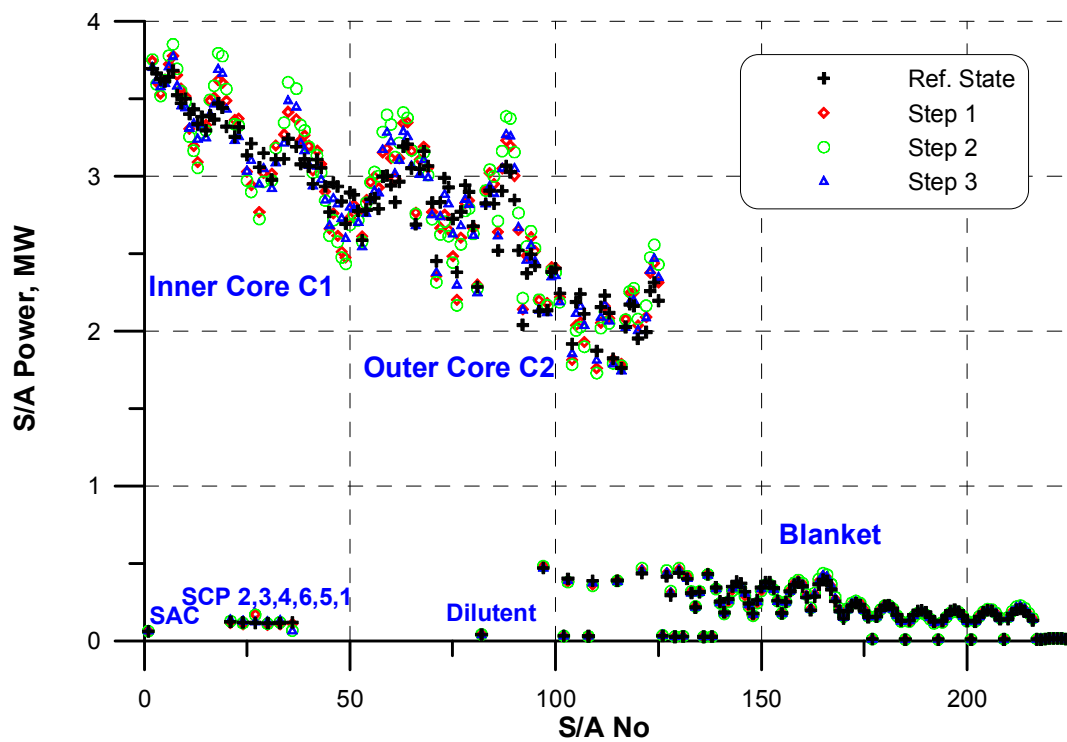 4
3
2
1
0
S/A Power, MW
Ref. State
Step 1
Step 2
Step 3
Inner Core C1
Outer Core C2
Blanket
SCP 2,3,4,6,5,1
SAC
Dilutent
0
50
100
150
200
S/A No